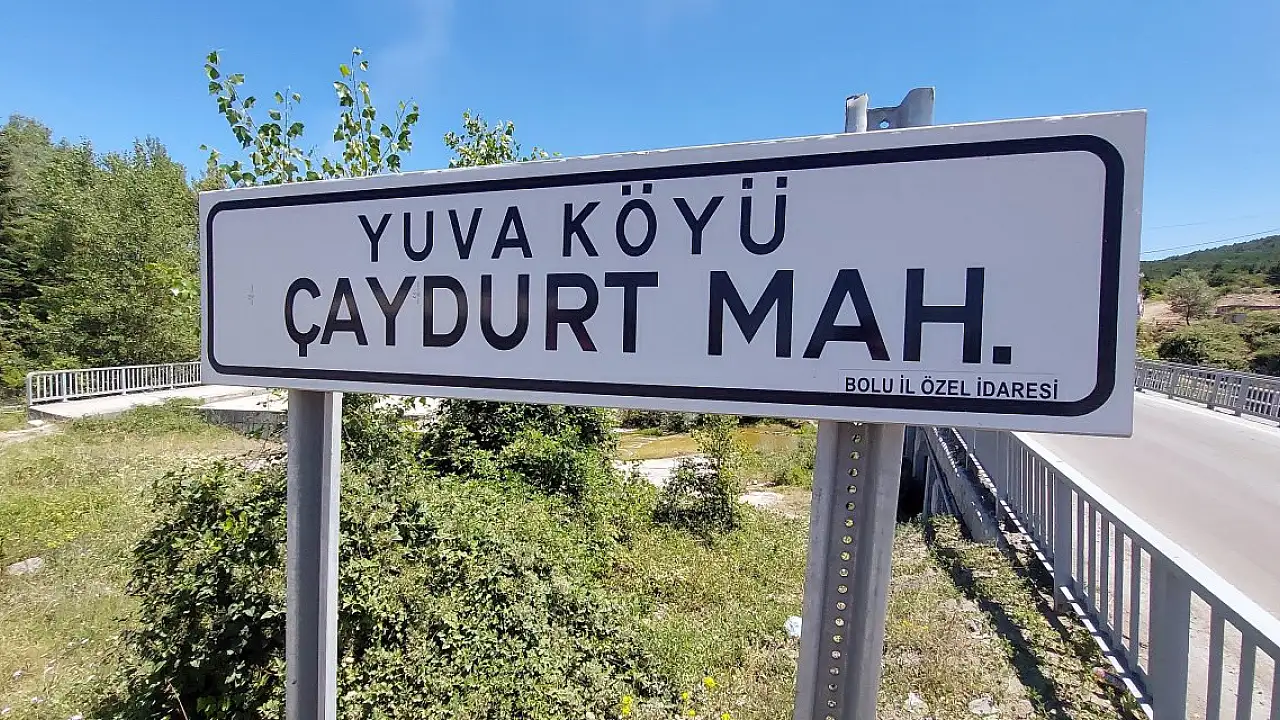 YUVA KÖYÜ
ÇAYDURT MAH.
BOLU İL ÖZEL İDARESİ